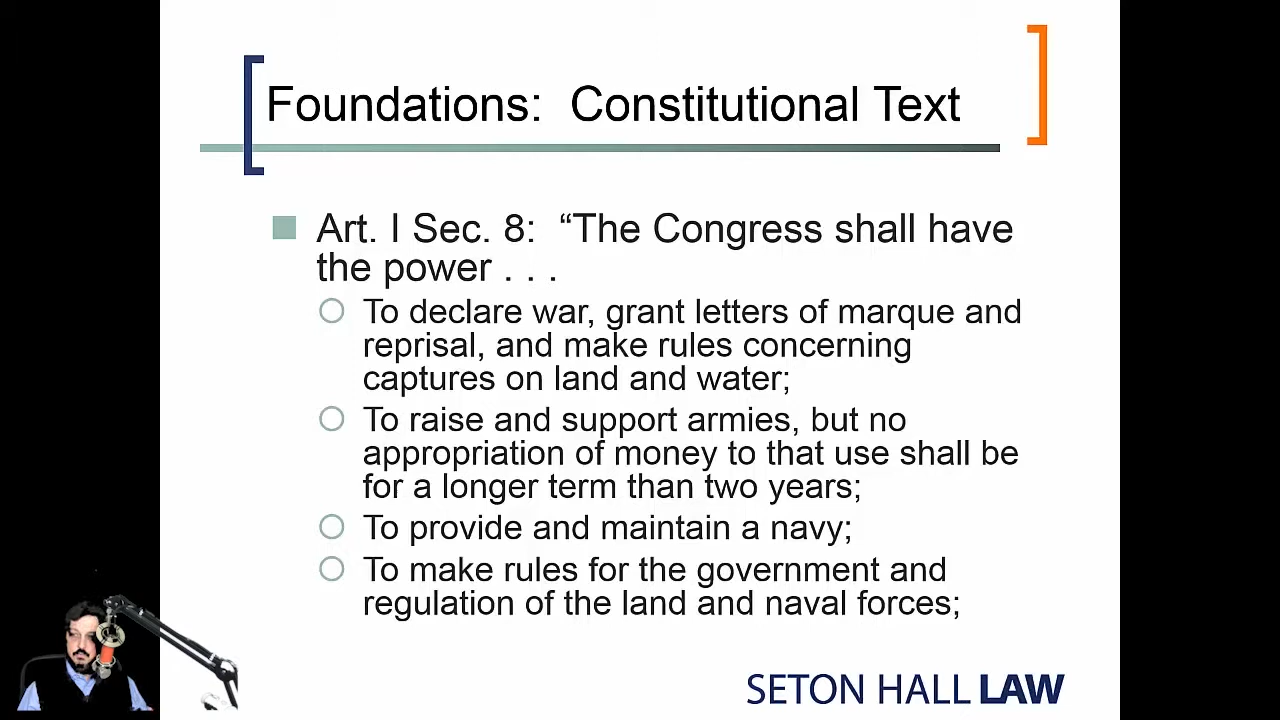 Foundations: Constitutional Text
Art. I Sec. 8: “The Congress shall have
the power . . .
To declare war, grant letters of marque and
reprisal, and make rules concerning
captures on land and water;
To raise and support armies, but no
appropriation of money to that use shall be
for a longer term than two years;
To provide and maintain a navy;
To make rules for the government and
regulation of the land and naval forces;
SETON HALL LAW